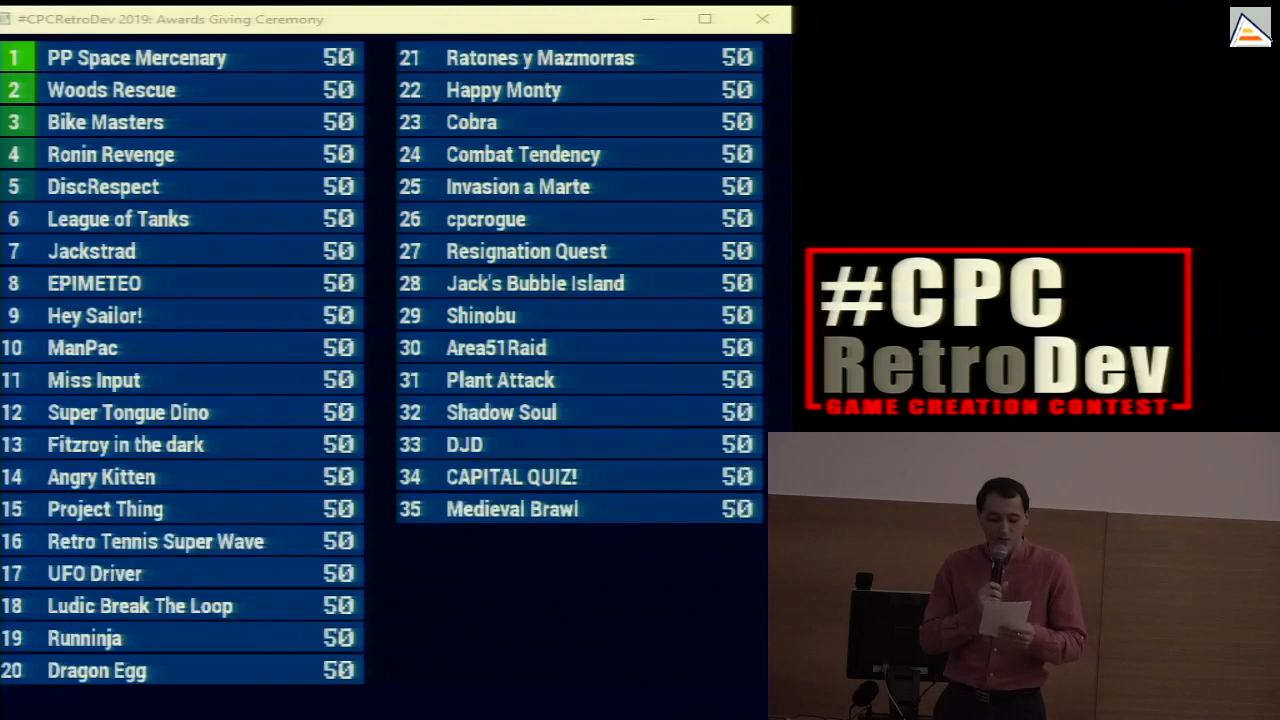 #CPCRetroDev 2019: Awards Giving Ceremony
1 PP Space Mercenary 50
2 Woods Rescue 50
3 Bike Masters 50
4 Ronin Revenge 50
5 DiscRespect 50
6 League of Tanks 50
7 Jackstrad 50
8 EPIMETEO 50
9 Hey Sailor! 50
10 ManPac 50
11 Miss Input 50
12 Super Tongue Dino 50
13 Fitzroy in the dark 50
14 Angry Kitten 50
15 Project Thing 50
16 Retro Tennis Super Wave 50
17 UFO Driver 50
18 Ludic Break The Loop 50
19 Runninja 50
20 Dragon Egg 50
21 Ratones y Mazmorras 50
22 Happy Monty 50
23 Cobra 50
24 Combat Tendency 50
25 Invasion a Marte 50
26 cpcrogue 50
27 Resignation Quest 50
28 Jack's Bubble Island 50
29 Shinobu 50
30 Area51Raid 50
31 Plant Attack 50
32 Shadow Soul 50
33 DJD 50
34 CAPITAL QUIZ! 50
35 Medieval Brawl 50
#CPC
RetroDev
GAME CREATION CONTEST